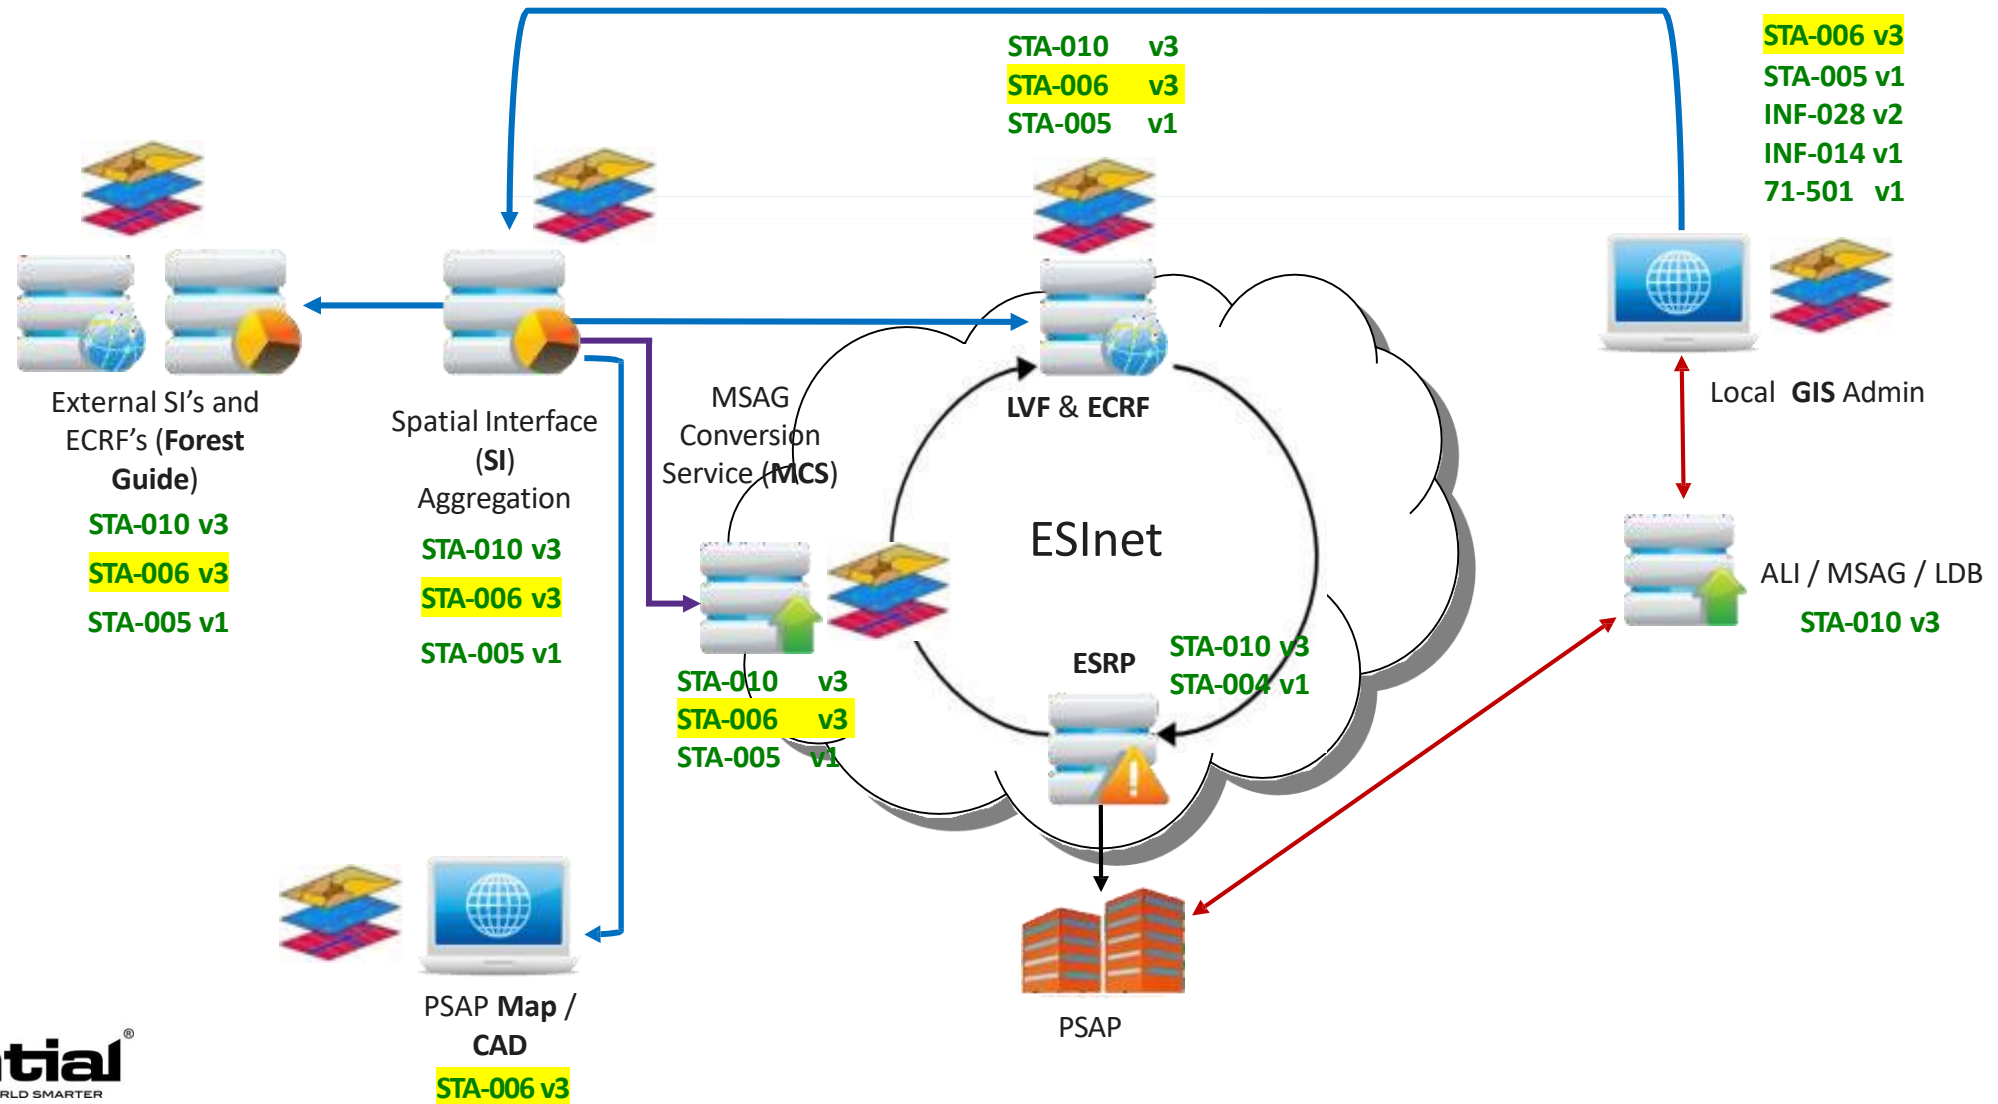 STA-010 v3
STA-006 v3
STA-005 v1
STA-006 v3
STA-005 v1
INF-028 v2
INF-014 v1
71-501 v1
External SI's and
ECRF's (Forest
Guide)
STA-010 v3
STA-006 v3
STA-005 v1
Spatial Interface
(SI)
Aggregation
STA-010 v3
STA-006 v3
STA-005 v1
MSAG
Conversion
Service (MCS)
STA-010 v3
STA-006 v3
STA-005 v1
LVF & ECRF
ESInet
ESRP
STA-010 v3
STA-004 v1
Local GIS Admin
ALI / MSAG / LDB
STA-010 v3
PSAP Map /
CAD
STA-006 v3
PSAP
tial®
SMARTER